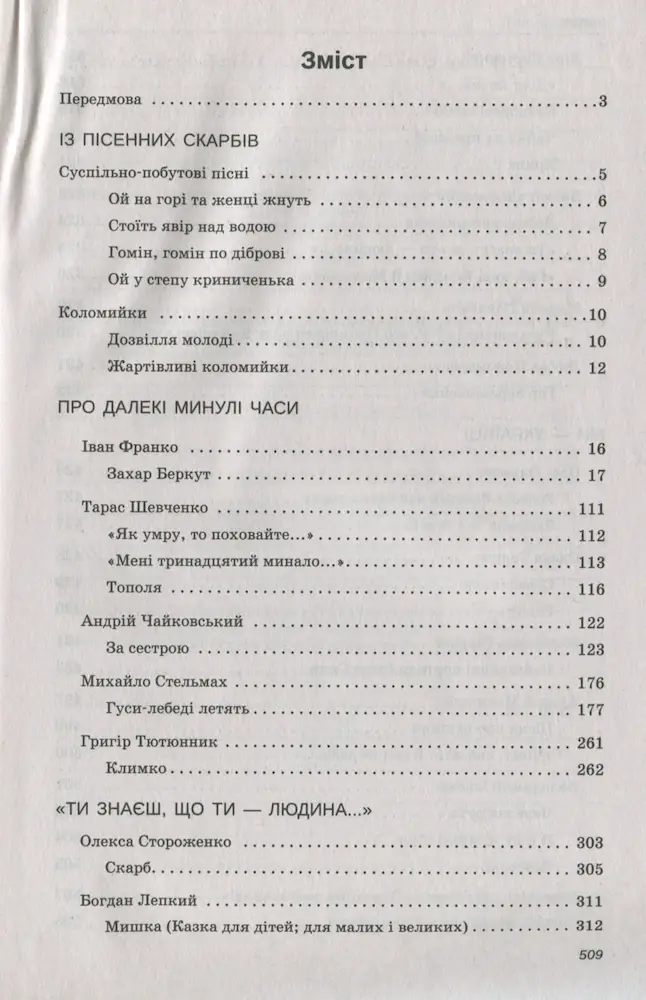 Зміст
Передмова ........ 3
ІЗ ПІСЕННИХ СКАРБІВ
Суспільно-побутові пісні ........ 5
Ой на горі та женці жнуть ........ 6
Стоїть явір над водою ........ 7
Гомін, гомін по діброві ........ 8
Ой у степу криниченька ........ 9
Коломийки ........ 10
Дозвілля молоді ........ 10
Жартівливі коломийки ........ 12
ПРО ДАЛЕКІ МИНУЛІ ЧАСИ
Іван Франко ........ 16
Захар Беркут ........ 17
Тарас Шевченко ........ 111
«Як умру, то поховайте...» ........ 112
«Мені тринадцятий минало...» ........ 113
Тополя ........ 116
Андрій Чайковський ........ 122
За сестрою ........ 123
Михайло Стельмах ........ 176
Гуси-лебеді летять ........ 177
Григір Тютюнник ........ 261
Климко ........ 262
«ТИ ЗНАЄШ, ЩО ТИ — ЛЮДИНА...»
Олекса Стороженко ........ 303
Скарб ........ 305
Богдан Лепкий ........ 311
Мишка (Казка для дітей; для малих і великих) ........ 312
509